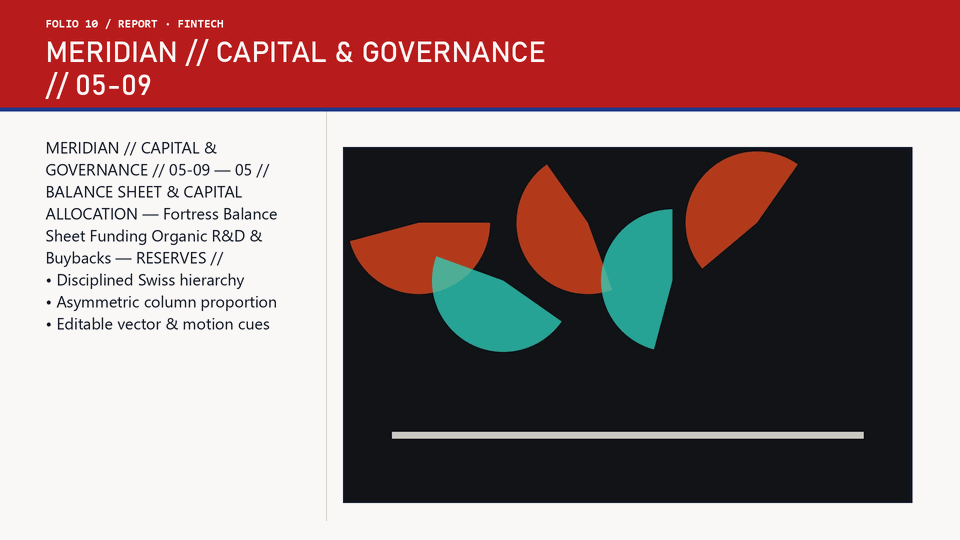 FOLIO 10 / REPORT · FINTECH
MERIDIAN // CAPITAL & GOVERNANCE
// 05-09
MERIDIAN // CAPITAL &
GOVERNANCE // 05-09 — 05 //
BALANCE SHEET & CAPITAL
ALLOCATION — Fortress Balance
Sheet Funding Organic R&D &
Buybacks — RESERVES //
• Disciplined Swiss hierarchy
• Asymmetric column proportion
• Editable vector & motion cues